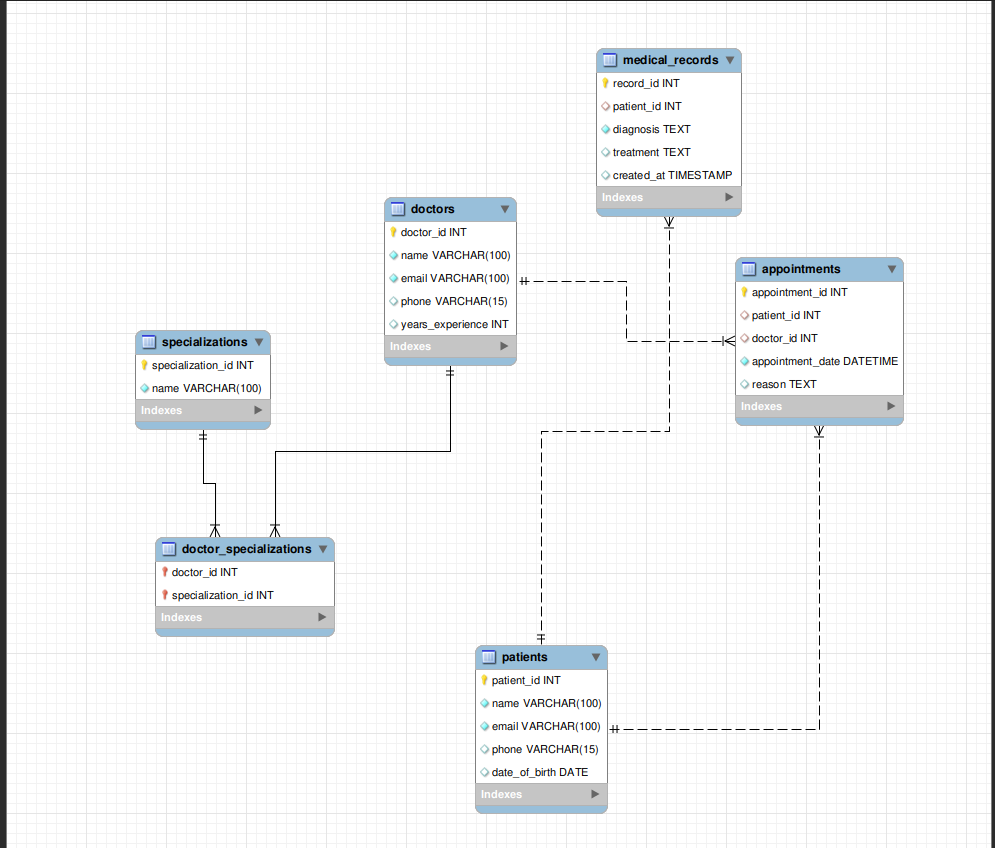 medical_records
record_id INT
patient_id INT
diagnosis TEXT
treatment TEXT
created_at TIMESTAMP
Indexes
doctors
doctor_id INT
name VARCHAR(100)
email VARCHAR(100)
phone VARCHAR(15)
years_experience INT
Indexes
appointments
appointment_id INT
patient_id INT
doctor_id INT
appointment_date DATETIME
reason TEXT
Indexes
specializations
specialization_id INT
name VARCHAR(100)
Indexes
doctor_specializations
doctor_id INT
specialization_id INT
Indexes
patients
patient_id INT
name VARCHAR(100)
email VARCHAR(100)
phone VARCHAR(15)
date_of_birth DATE
Indexes